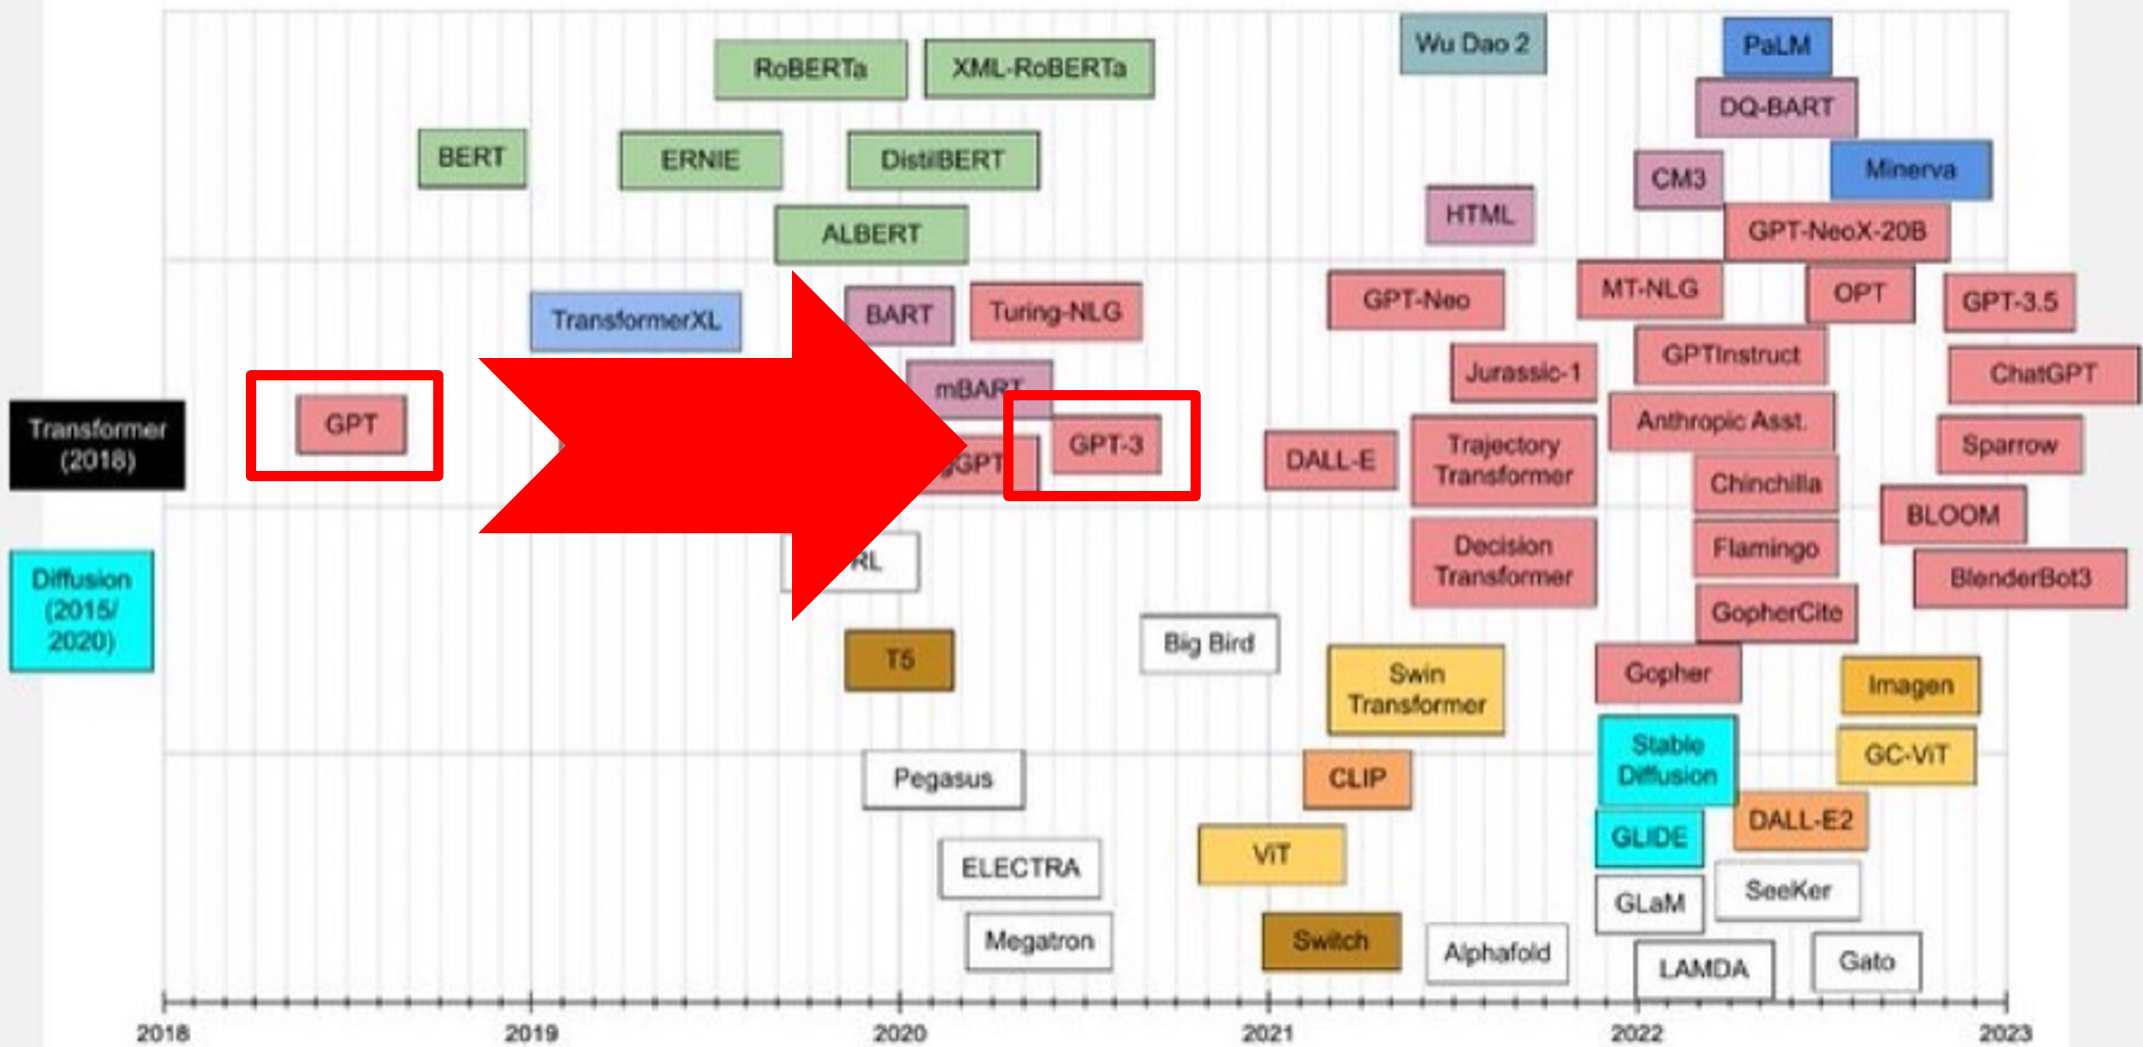 Wu Dao 2
PaLM
RoBERTa
XML-RoBERTa
DQ-BART
BERT
ERNIE
DistilBERT
Minerva
CM3
HTML
ALBERT
GPT-NeoX-20B
TransformerXL
BART
Turing-NLG
GPT-Neo
MT-NLG
OPT
GPT-3.5
GPTInstruct
Jurassic-1
ChatGPT
mBART
GPT
Anthropic Asst.
Transformer
(2018)
GPT-3
gGPT
DALL-E
Trajectory
Transformer
Sparrow
Chinchilla
BLOOM
RL
Decision
Transformer
Flamingo
BlenderBot3
Diffusion
(2015/
2020)
GopherCite
Big Bird
T5
Swin
Transformer
Gopher
Imagen
Stable
Diffusion
GC-ViT
Pegasus
CLIP
DALL-E2
GLIDE
ViT
ELECTRA
SeeKer
GLaM
Megatron
Switch
Alphafold
LAMDA
Gato
2018
2019
2020
2021
2022
2023